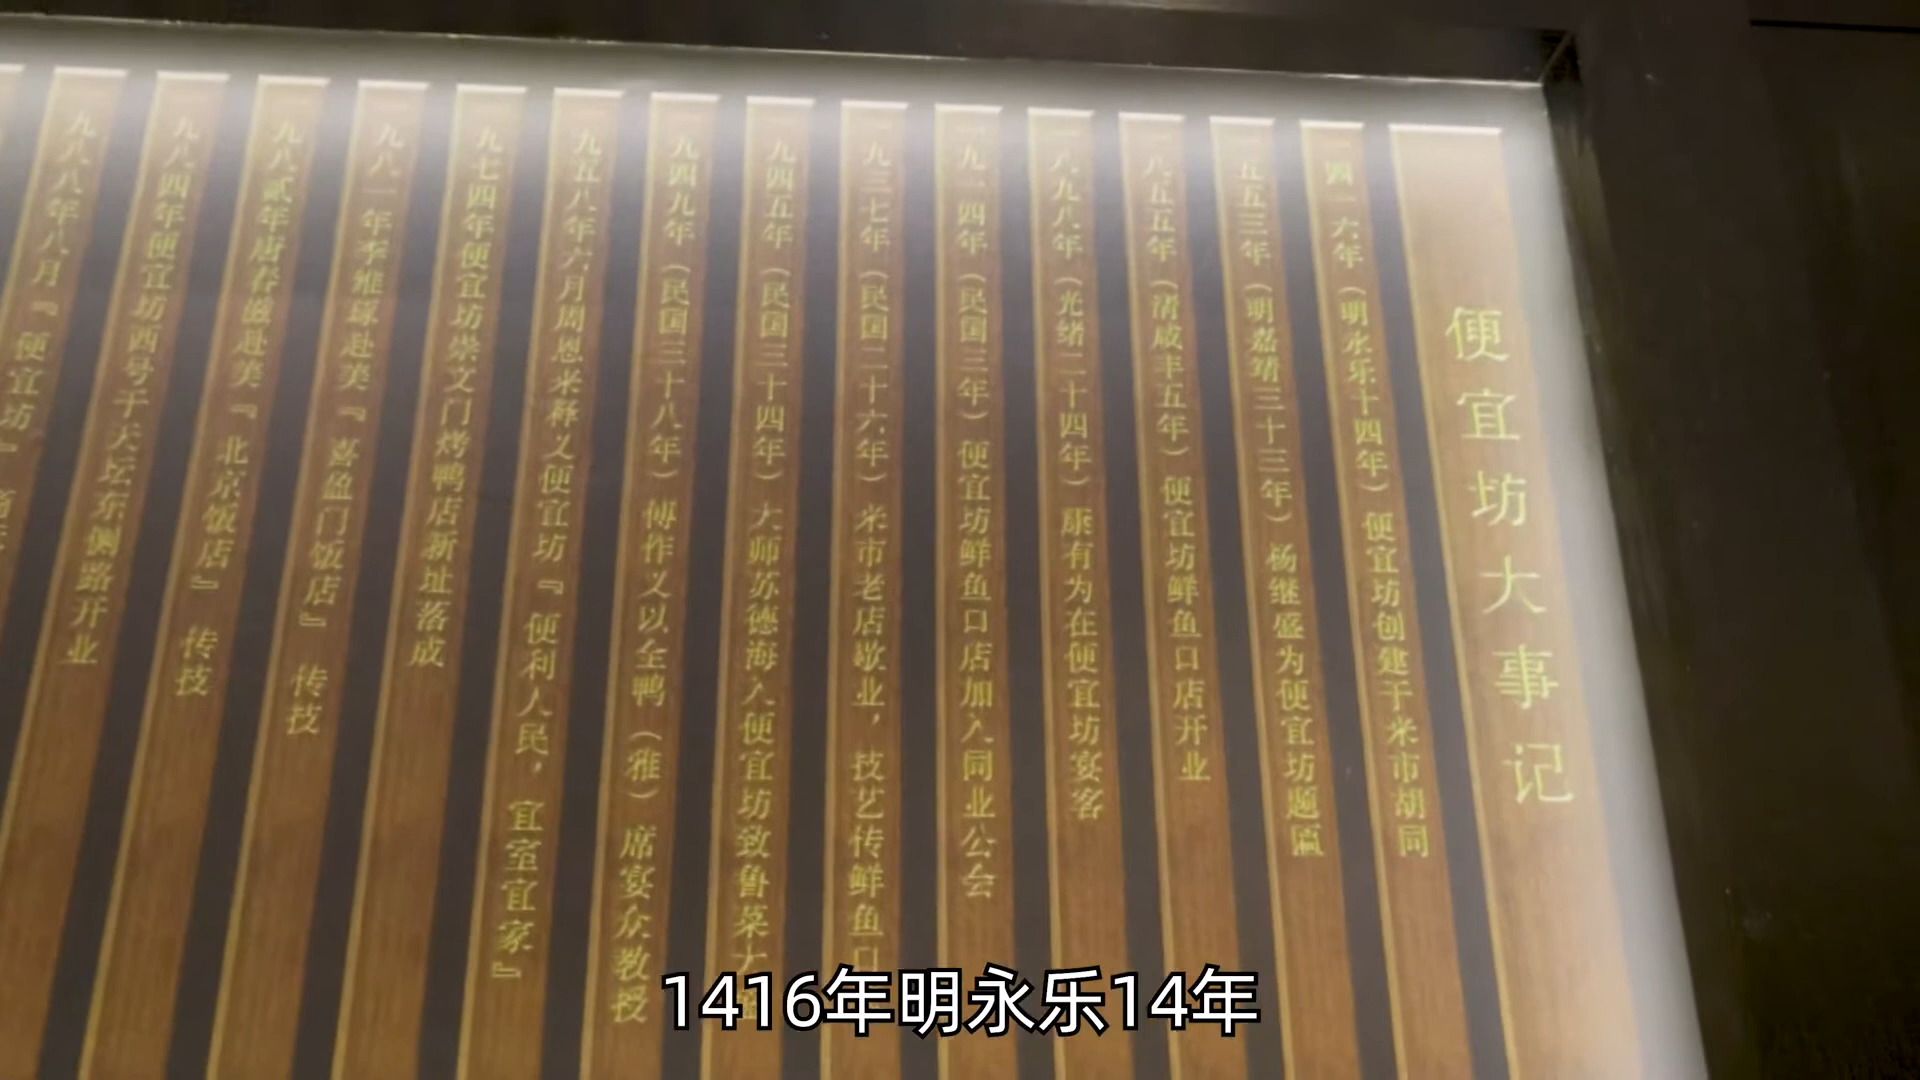 便宜坊大事记
一四一六年（明永乐十四年）便宜坊创建于米市胡同
一五五三年（明嘉靖三十三年）杨继盛为便宜坊题匾
一八五五年（清咸丰五年）便宜坊鲜鱼口店开业
一八九八年（光绪二十四年）康有为在便宜坊宴客
一九一四年（民国三年）便宜坊鲜鱼口店加入同业公会
一九三七年（民国二十六年）米市老店歇业，技艺传鲜鱼口
一九四五年（民国三十四年）大师苏德海入便宜坊致鲁菜大
一九四九年（民国三十八年）傅作义以全鸭（雅）席宴众教授
一九五八年六月周恩来释义便宜坊『便利人民，宜室宜家』
一九七四年便宜坊崇文门烤鸭店新址落成
一九八一年李维琢赴美『喜盈门饭店』传技
九八贰年唐春滋赴美『北京饭店』传技
九八四年便宜坊西号于天坛东侧路开业
九八八年八月『便宜坊』
1416年明永乐14年